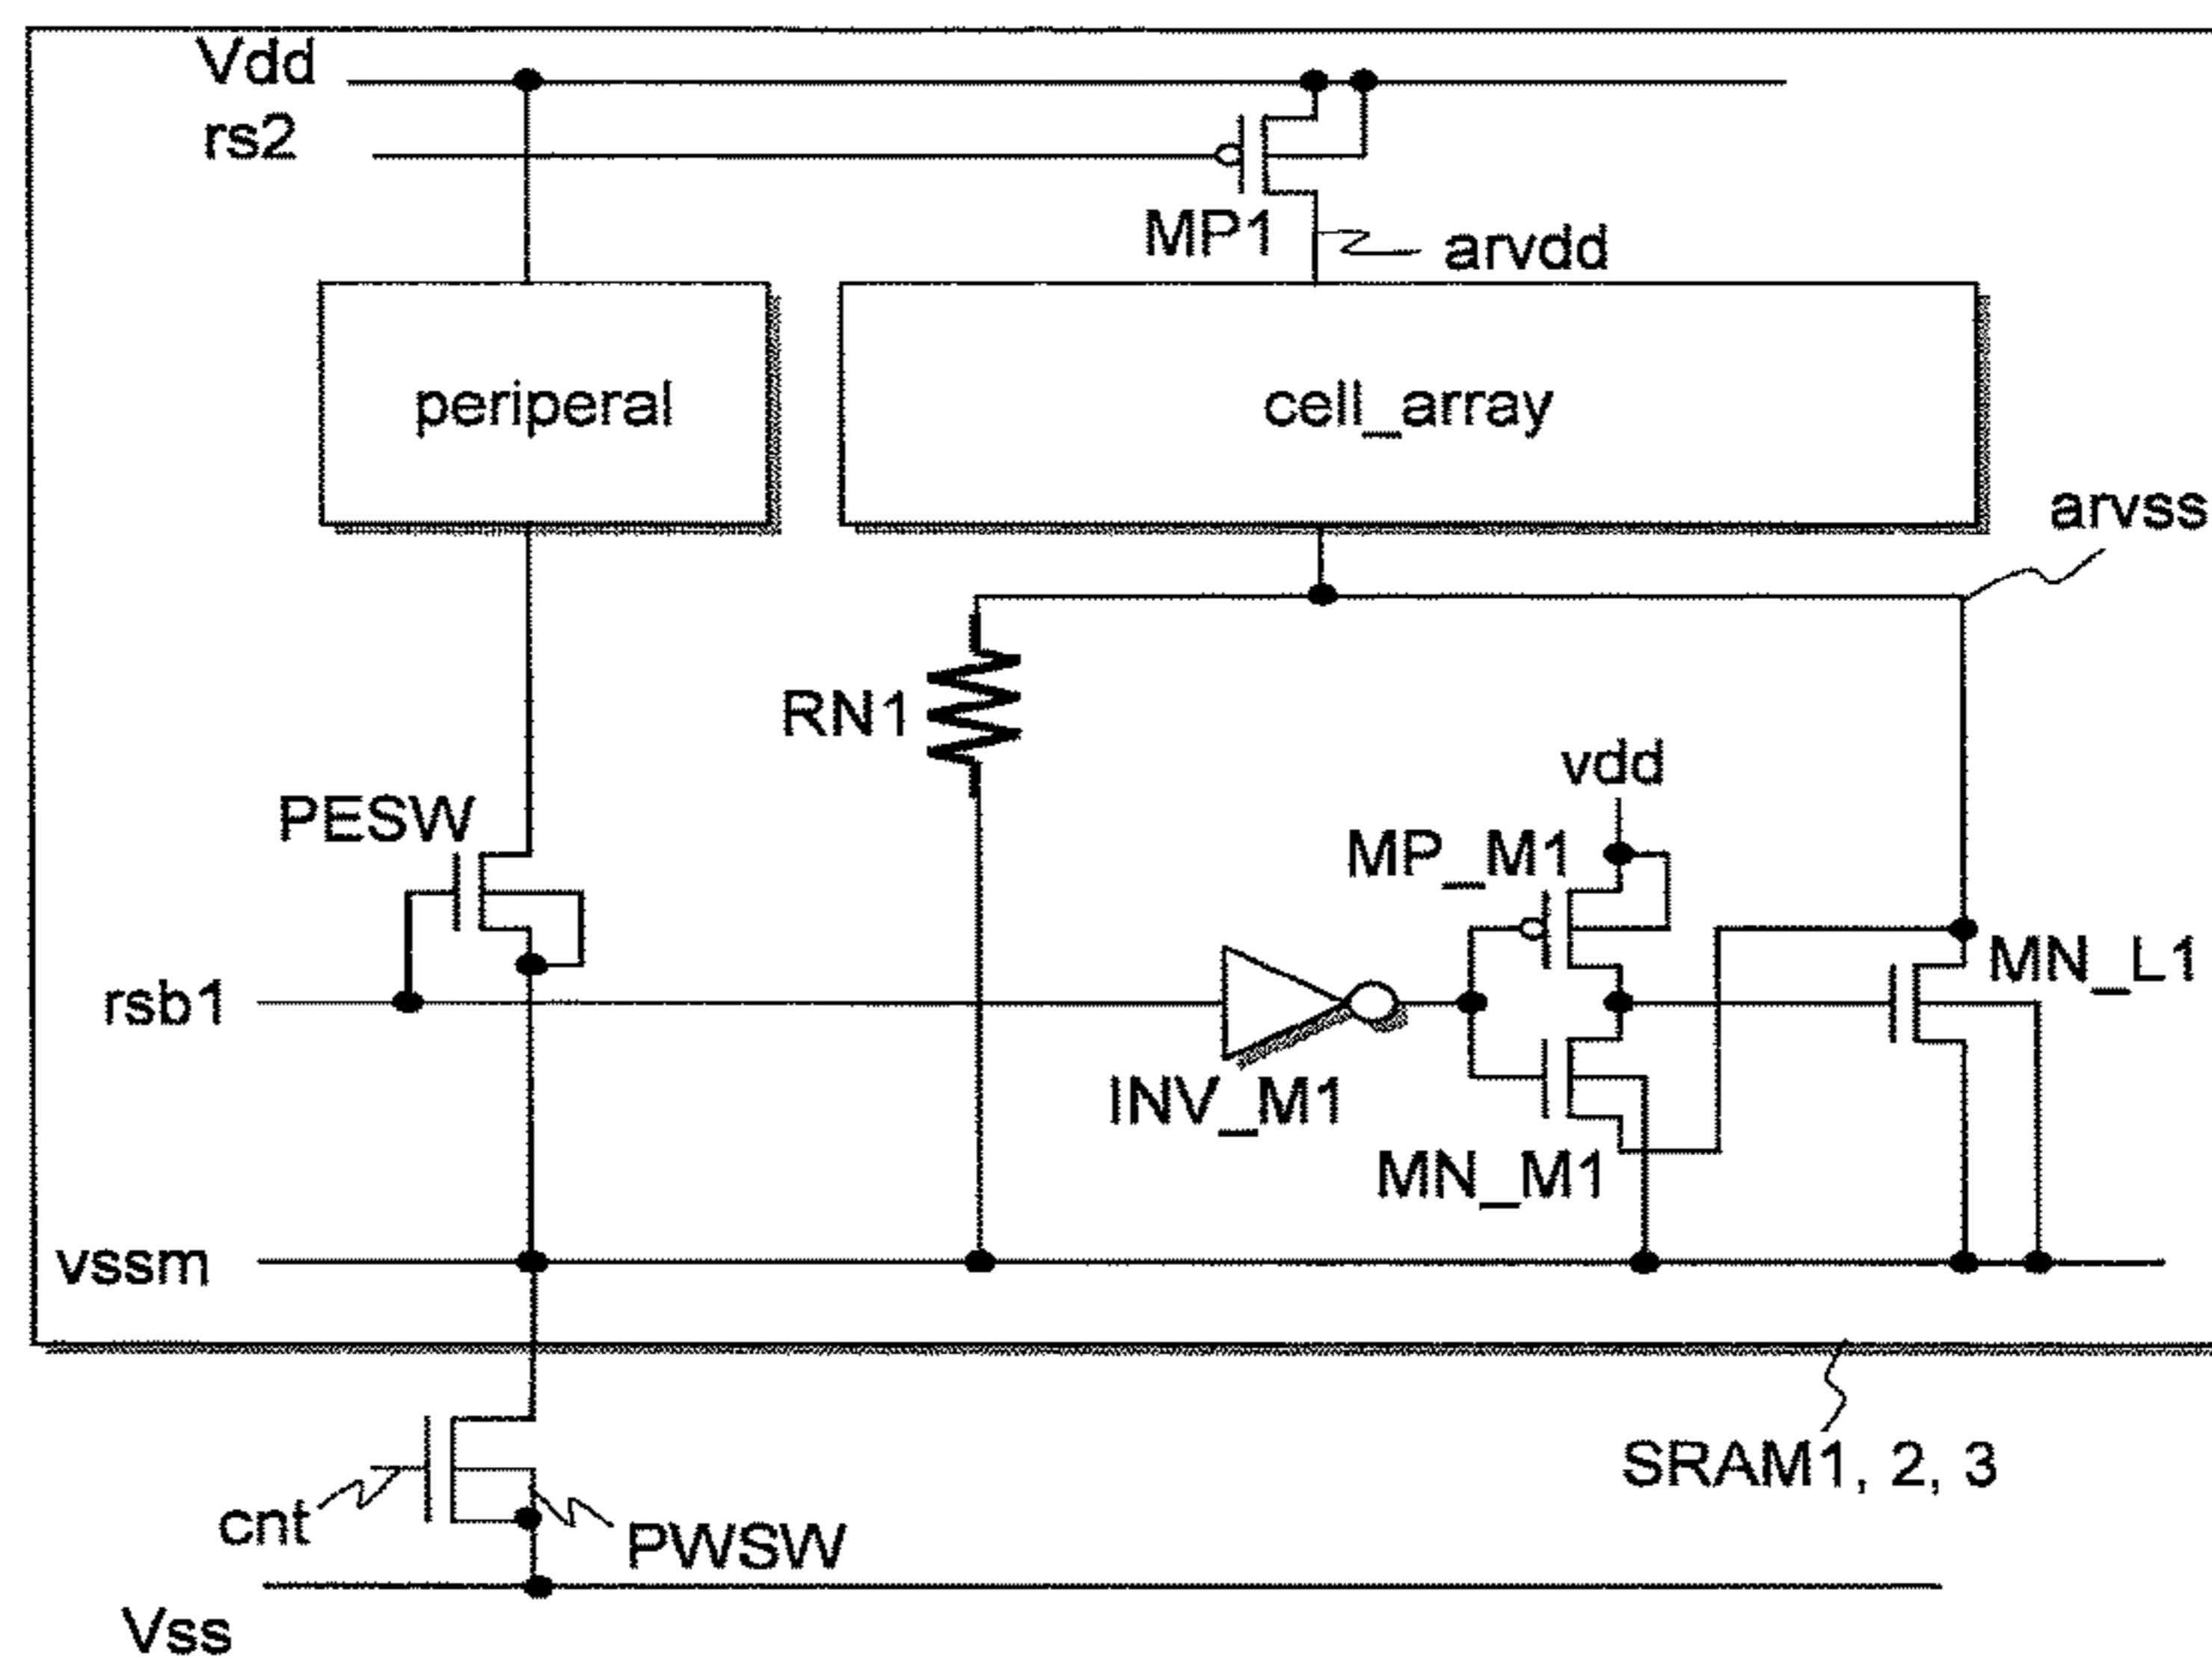 Vdd
rs2
MP1
arvdd
periperal
cell_array
arvss
RN1
vdd
PESW
MP_M1
MN_L1
rsb1
INV_M1
MN_M1
vssm
SRAM1, 2, 3
cnt
PWSW
Vss